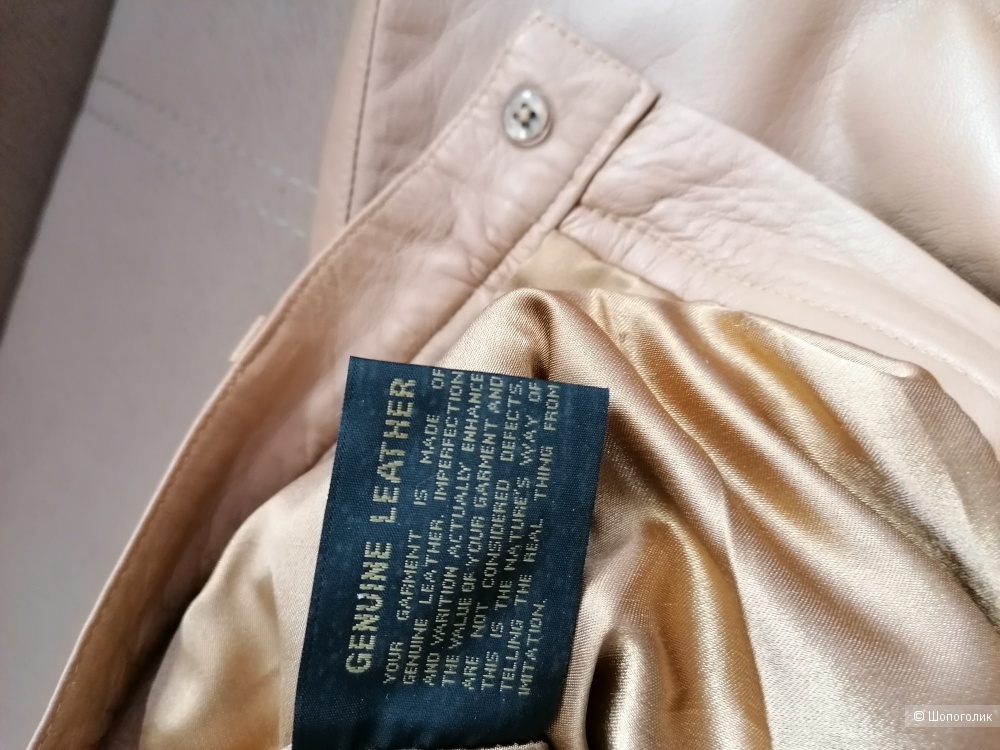 GENUINE LEATHER
YOUR GARMENT IS MADE OF
GENUINE LEATHER. IMPERFECTION
AND VARITION ACTUALLY ENHANCE
THE VALUE OF YOUR GARMENT AND
ARE NOT CONSIDERED DEFECTS.
THIS IS THE NATURE'S WAY OF
TELLING THE REAL THING FROM
IMITATION.
© Шопоголик